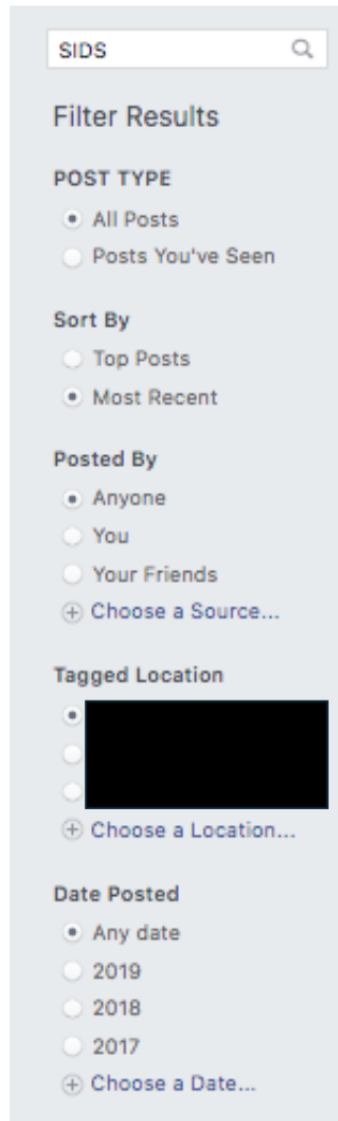 SIDS
Filter Results
POST TYPE
All Posts
Posts You've Seen
Sort By
Top Posts
Most Recent
Posted By
Anyone
You
Your Friends
Choose a Source...
Tagged Location
Choose a Location...
Date Posted
Any date
2019
2018
2017
Choose a Date...